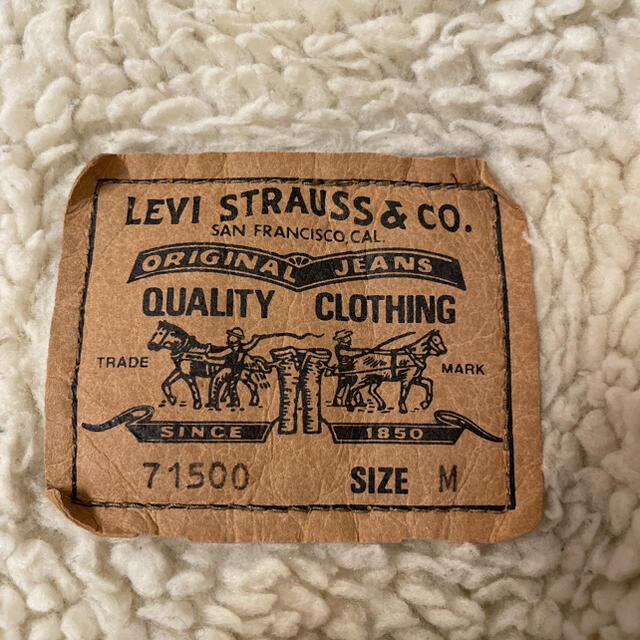 LEVI STRAUSS & CO.
SAN FRANCISCO, CAL.
ORIGINAL JEANS
QUALITY CLOTHING
TRADE MARK
SINCE 1850
71500 SIZE M